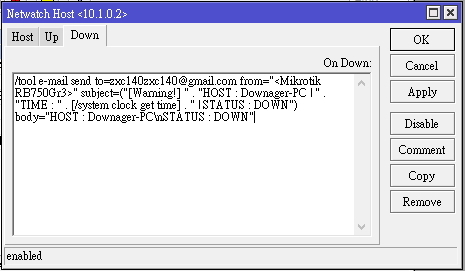 Netwatch Host <10.1.0.2>
Host Up Down
On Down:
/tool e-mail send to=zxc140zxc140@gmail.com from="<Mikrotik
RB750Gr3>" subject=("[Warning!] " . "HOST : Downager-PC | " .
"TIME : " . [/system clock get time] . " | STATUS : DOWN")
body="HOST : Downager-PC\nSTATUS : DOWN"
OK
Cancel
Apply
Disable
Comment
Copy
Remove
enabled